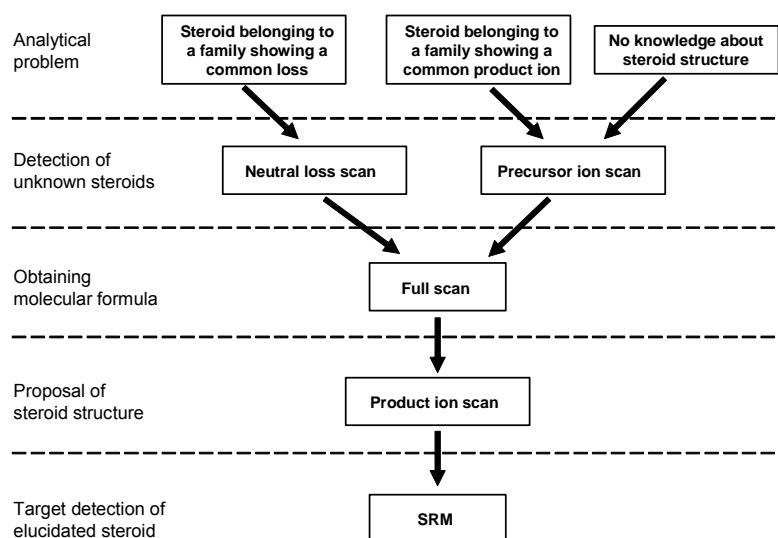 Analytical
problem
Steroid belonging to
a family showing a
common loss
Steroid belonging to
a family showing a
common product ion
No knowledge about
steroid structure
Detection of
unknown steroids
Neutral loss scan
Precursor ion scan
Obtaining
molecular formula
Full scan
Proposal of
steroid structure
Product ion scan
Target detection of
elucidated steroid
SRM